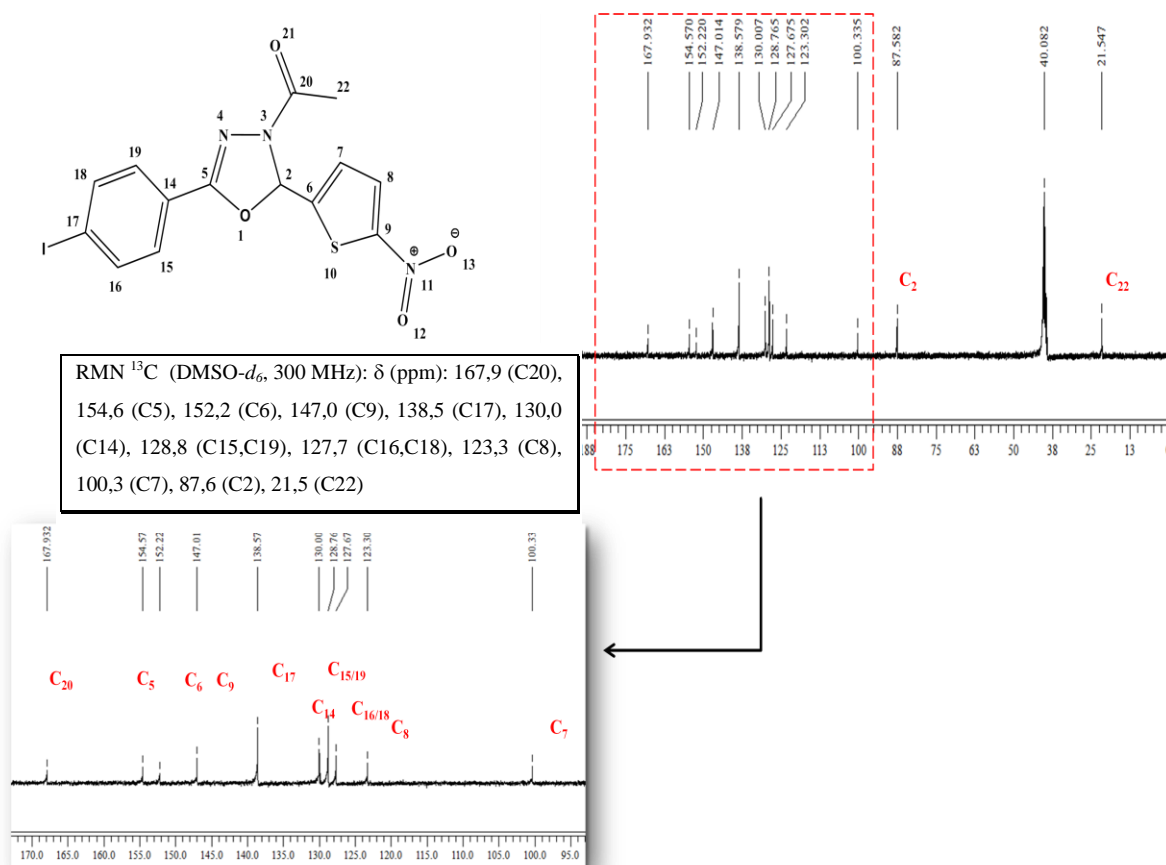 21
O
20
22
4
N
3
N
19
7
18
14
5
2
8
6
17
O
1
9
I
15
S
10
N
⊕
11
O
⊖
13
16
O
12
RMN ¹³C (DMSO-d₆, 300 MHz): δ (ppm): 167,9 (C20),
154,6 (C5), 152,2 (C6), 147,0 (C9), 138,5 (C17), 130,0
(C14), 128,8 (C15,C19), 127,7 (C16,C18), 123,3 (C8),
100,3 (C7), 87,6 (C2), 21,5 (C22)
167.932 154.570 152.220 147.014 138.579 130.007 128.765 127.675 123.302 100.335 87.582 40.082 21.547
C₂ C₂₂
188 175 163 150 138 125 113 100 88 75 63 50 38 25 13
167.932 154.57 152.22 147.01 138.57 130.00 128.76 127.67 123.30 100.33
C₂₀ C₅ C₆ C₉ C₁₇ C₁₅/₁₉
C₁₄ C₁₆/₁₈ C₈ C₇
170.0 165.0 160.0 155.0 150.0 145.0 140.0 135.0 130.0 125.0 120.0 115.0 110.0 105.0 100.0 95.0